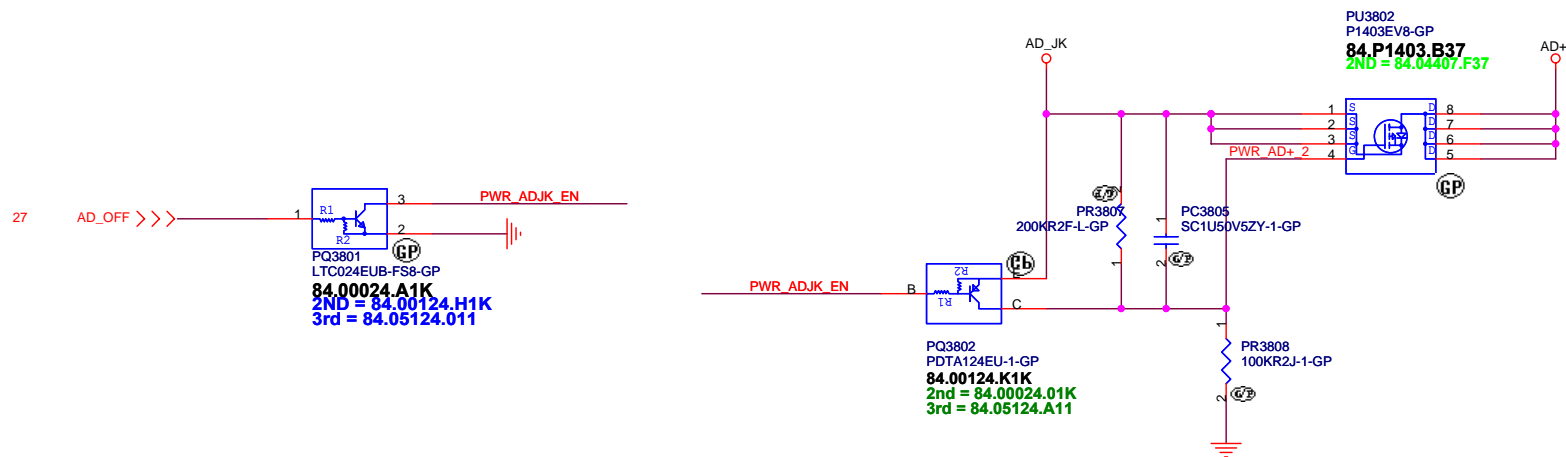 PU3802
P1403EV8-GP
84.P1403.B37
2ND = 84.04407.F37
AD_JK
AD+
1 S D 8
2 S D 7
3 S D 6
4 G D 5
PWR_AD+_2
GP
27 AD_OFF
1 R1 R2 3 2
PWR_ADJK_EN
GP
PQ3801
LTC024EUB-FS8-GP
84.00024.A1K
2ND = 84.00124.H1K
3rd = 84.05124.011
2
G/P
PR3807
200KR2F-L-GP
1
1
PC3805
SC1U50V5ZY-1-GP
2
G/P
PWR_ADJK_EN
B R2 R1 E C
PQ3802
PDTA124EU-1-GP
84.00124.K1K
2nd = 84.00024.01K
3rd = 84.05124.A11
1
PR3808
100KR2J-1-GP
2
G/P